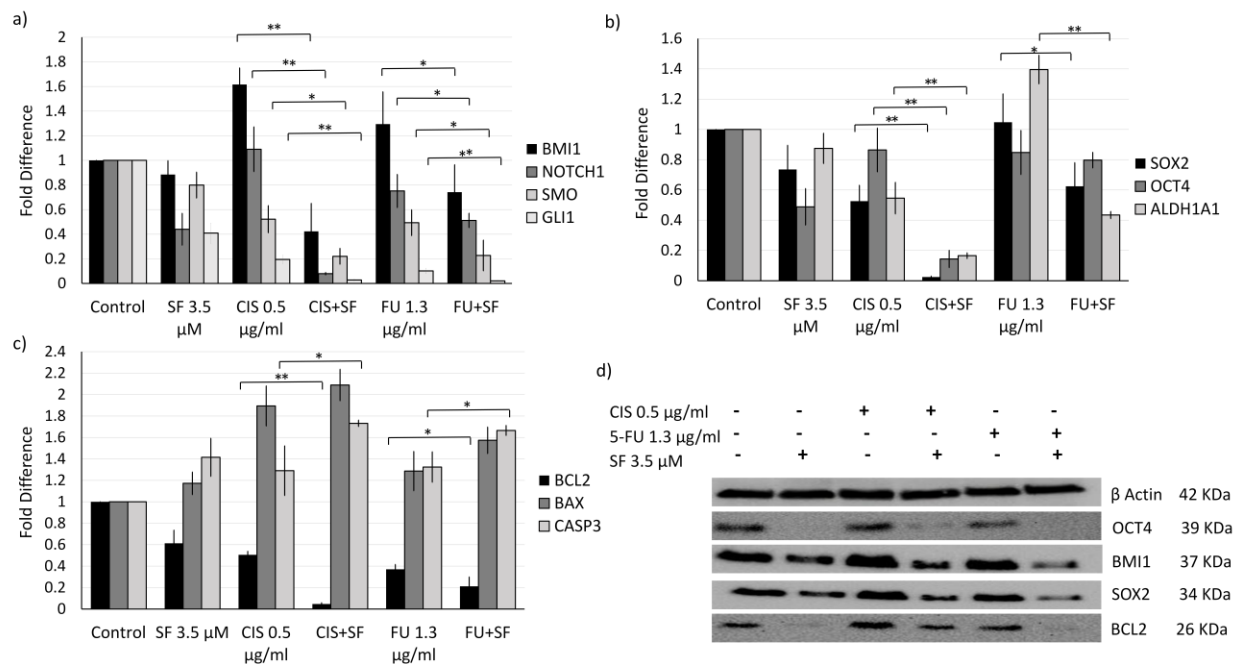 a)
Fold Difference
2
1.8
1.6
1.4
1.2
1
0.8
0.6
0.4
0.2
0
**
**
*
**
*
*
*
**
Control
SF 3.5 µM
CIS 0.5 µg/ml
CIS+SF
FU 1.3 µg/ml
FU+SF
BMI1
NOTCH1
SMO
GLI1
b)
Fold Difference
1.6
1.4
1.2
1
0.8
0.6
0.4
0.2
0
**
**
**
*
**
Control
SF 3.5 µM
CIS 0.5 µg/ml
CIS+SF
FU 1.3 µg/ml
FU+SF
SOX2
OCT4
ALDH1A1
c)
Fold Difference
2.4
2.2
2
1.8
1.6
1.4
1.2
1
0.8
0.6
0.4
0.2
0
*
**
*
*
Control
SF 3.5 µM
CIS 0.5 µg/ml
CIS+SF
FU 1.3 µg/ml
FU+SF
BCL2
BAX
CASP3
d)
CIS 0.5 µg/ml - - + + - -
5-FU 1.3 µg/ml - - - - + +
SF 3.5 µM - + - + - +
β Actin 42 KDa
OCT4 39 KDa
BMI1 37 KDa
SOX2 34 KDa
BCL2 26 KDa